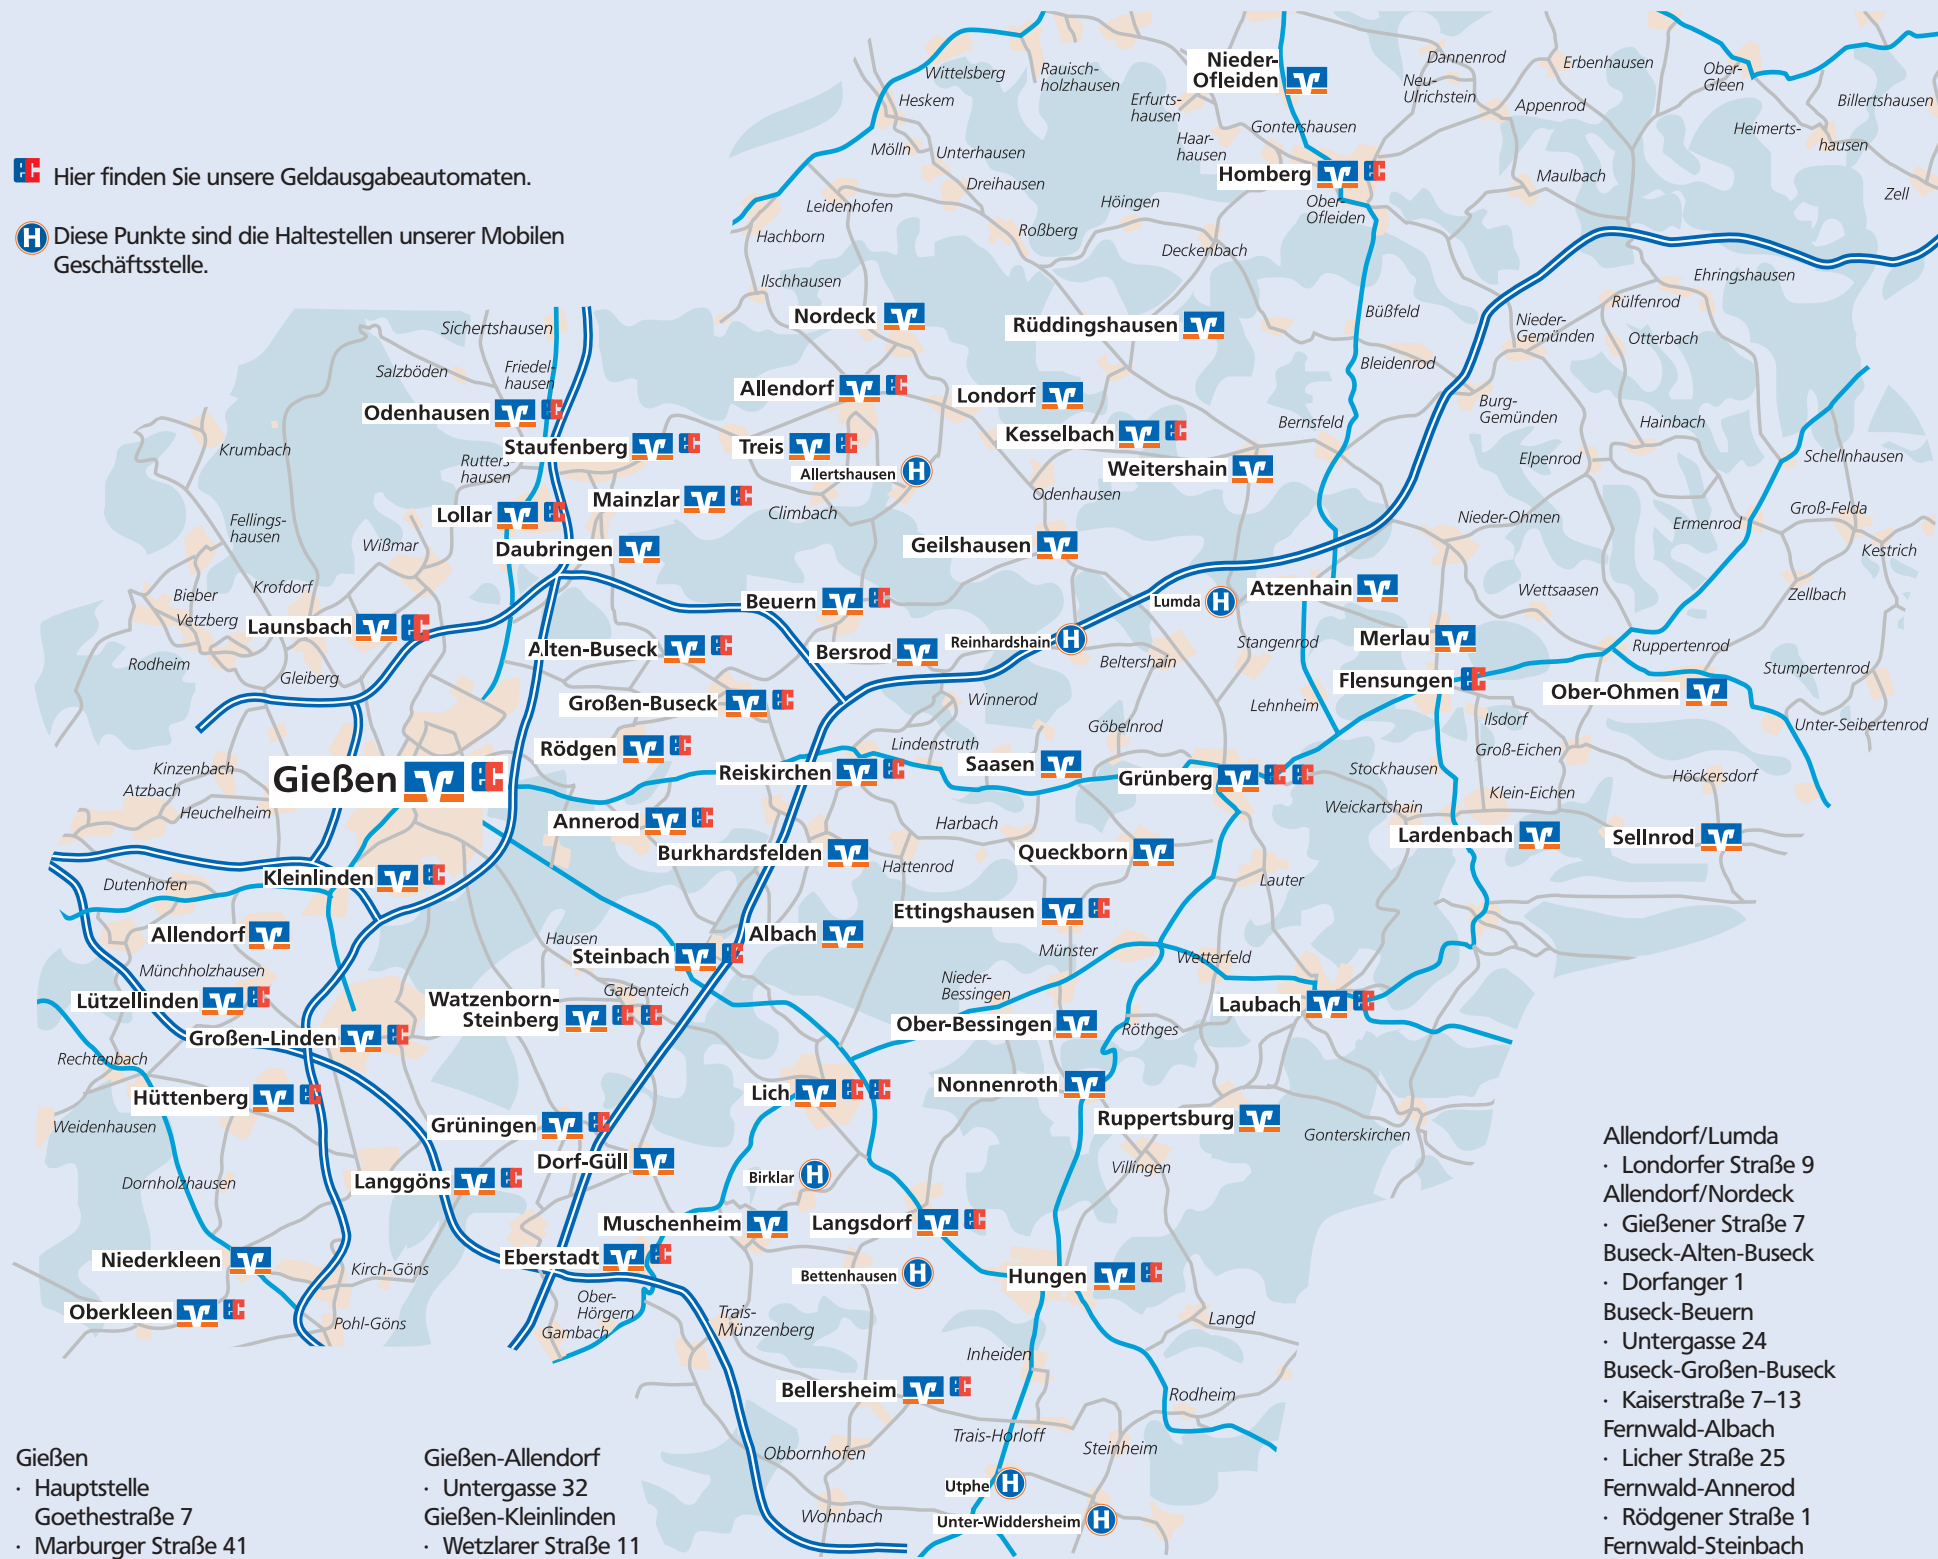 Hier finden Sie unsere Geldausgabeautomaten.
Diese Punkte sind die Haltestellen unserer Mobilen
Geschäftsstelle.
Wittelsberg
Rauisch-
holzhausen
Heskem
Erfurts-
hausen
Nieder-
Ofleiden
Dannenrod
Neu-
Ulrichstein
Erbenhausen
Appenrod
Ober-
Gleen
Billertshausen
Heimerts-
hausen
Gontershausen
Haar-
hausen
Mölln
Unterhausen
Dreihausen
Homberg
Maulbach
Zell
Leidenhofen
Höingen
Ober-
Ofleiden
Hachborn
Roßberg
Deckenbach
Ilschhausen
Ehringshausen
Rülfenrod
Nordeck
Rüddingshausen
Büßfeld
Nieder-
Gemünden
Otterbach
Sichertshausen
Salzböden
Friedel-
hausen
Bleidenrod
Allendorf
Londorf
Burg-
Gemünden
Odenhausen
Krumbach
Staufenberg
Treis
Kesselbach
Bernsfeld
Hainbach
Rutters-
hausen
Allertshausen
Weitershain
Elpenrod
Schellnhausen
Mainzlar
Odenhausen
Lollar
Climbach
Nieder-Ohmen
Ermenrod
Groß-Felda
Fellings-
hausen
Wißmar
Daubringen
Geilshausen
Kestrich
Bieber
Krofdorf
Beuern
Lumda
Atzenhain
Wettsaasen
Zellbach
Vetzberg
Launsbach
Alten-Buseck
Bersrod
Reinhardshain
Stangenrod
Merlau
Ruppertenrod
Rodheim
Beltershain
Stumpertenrod
Gleiberg
Flensungen
Ober-Ohmen
Großen-Buseck
Winnerod
Lehnheim
Ilsdorf
Göbelnrod
Unter-Seibertenrod
Rödgen
Lindenstruth
Groß-Eichen
Kinzenbach
Gießen
Reiskirchen
Saasen
Grünberg
Stockhausen
Höckersdorf
Atzbach
Klein-Eichen
Heuchelheim
Annerod
Harbach
Weickartshain
Lardenbach
Sellnrod
Burkhardsfelden
Hattenrod
Queckborn
Kleinlinden
Dutenhofen
Lauter
Ettingshausen
Allendorf
Hausen
Albach
Steinbach
Münster
Wetterfeld
Münchholzhausen
Nieder-
Bessingen
Lützellinden
Garbenteich
Watzenborn-
Steinberg
Laubach
Ober-Bessingen
Röthges
Großen-Linden
Rechtenbach
Hüttenberg
Lich
Nonnenroth
Ruppertsburg
Weidenhausen
Grüningen
Gonterskirchen
Dorf-Güll
Villingen
Birklar
Langgöns
Dornholzhausen
Muschenheim
Langsdorf
Niederkleen
Eberstadt
Kirch-Göns
Bettenhausen
Hungen
Oberkleen
Ober-
Hörgern
Trais-
Münzenberg
Pohl-Göns
Gambach
Langd
Inheiden
Bellersheim
Rodheim
Trais-Horloff
Steinheim
Obbornhofen
Utphe
Wohnbach
Unter-Widdersheim
Gießen
· Hauptstelle
Goethestraße 7
· Marburger Straße 41
Gießen-Allendorf
· Untergasse 32
Gießen-Kleinlinden
· Wetzlarer Straße 11
Allendorf/Lumda
· Londorfer Straße 9
Allendorf/Nordeck
· Gießener Straße 7
Buseck-Alten-Buseck
· Dorfanger 1
Buseck-Beuern
· Untergasse 24
Buseck-Großen-Buseck
· Kaiserstraße 7–13
Fernwald-Albach
· Licher Straße 25
Fernwald-Annerod
· Rödgener Straße 1
Fernwald-Steinbach